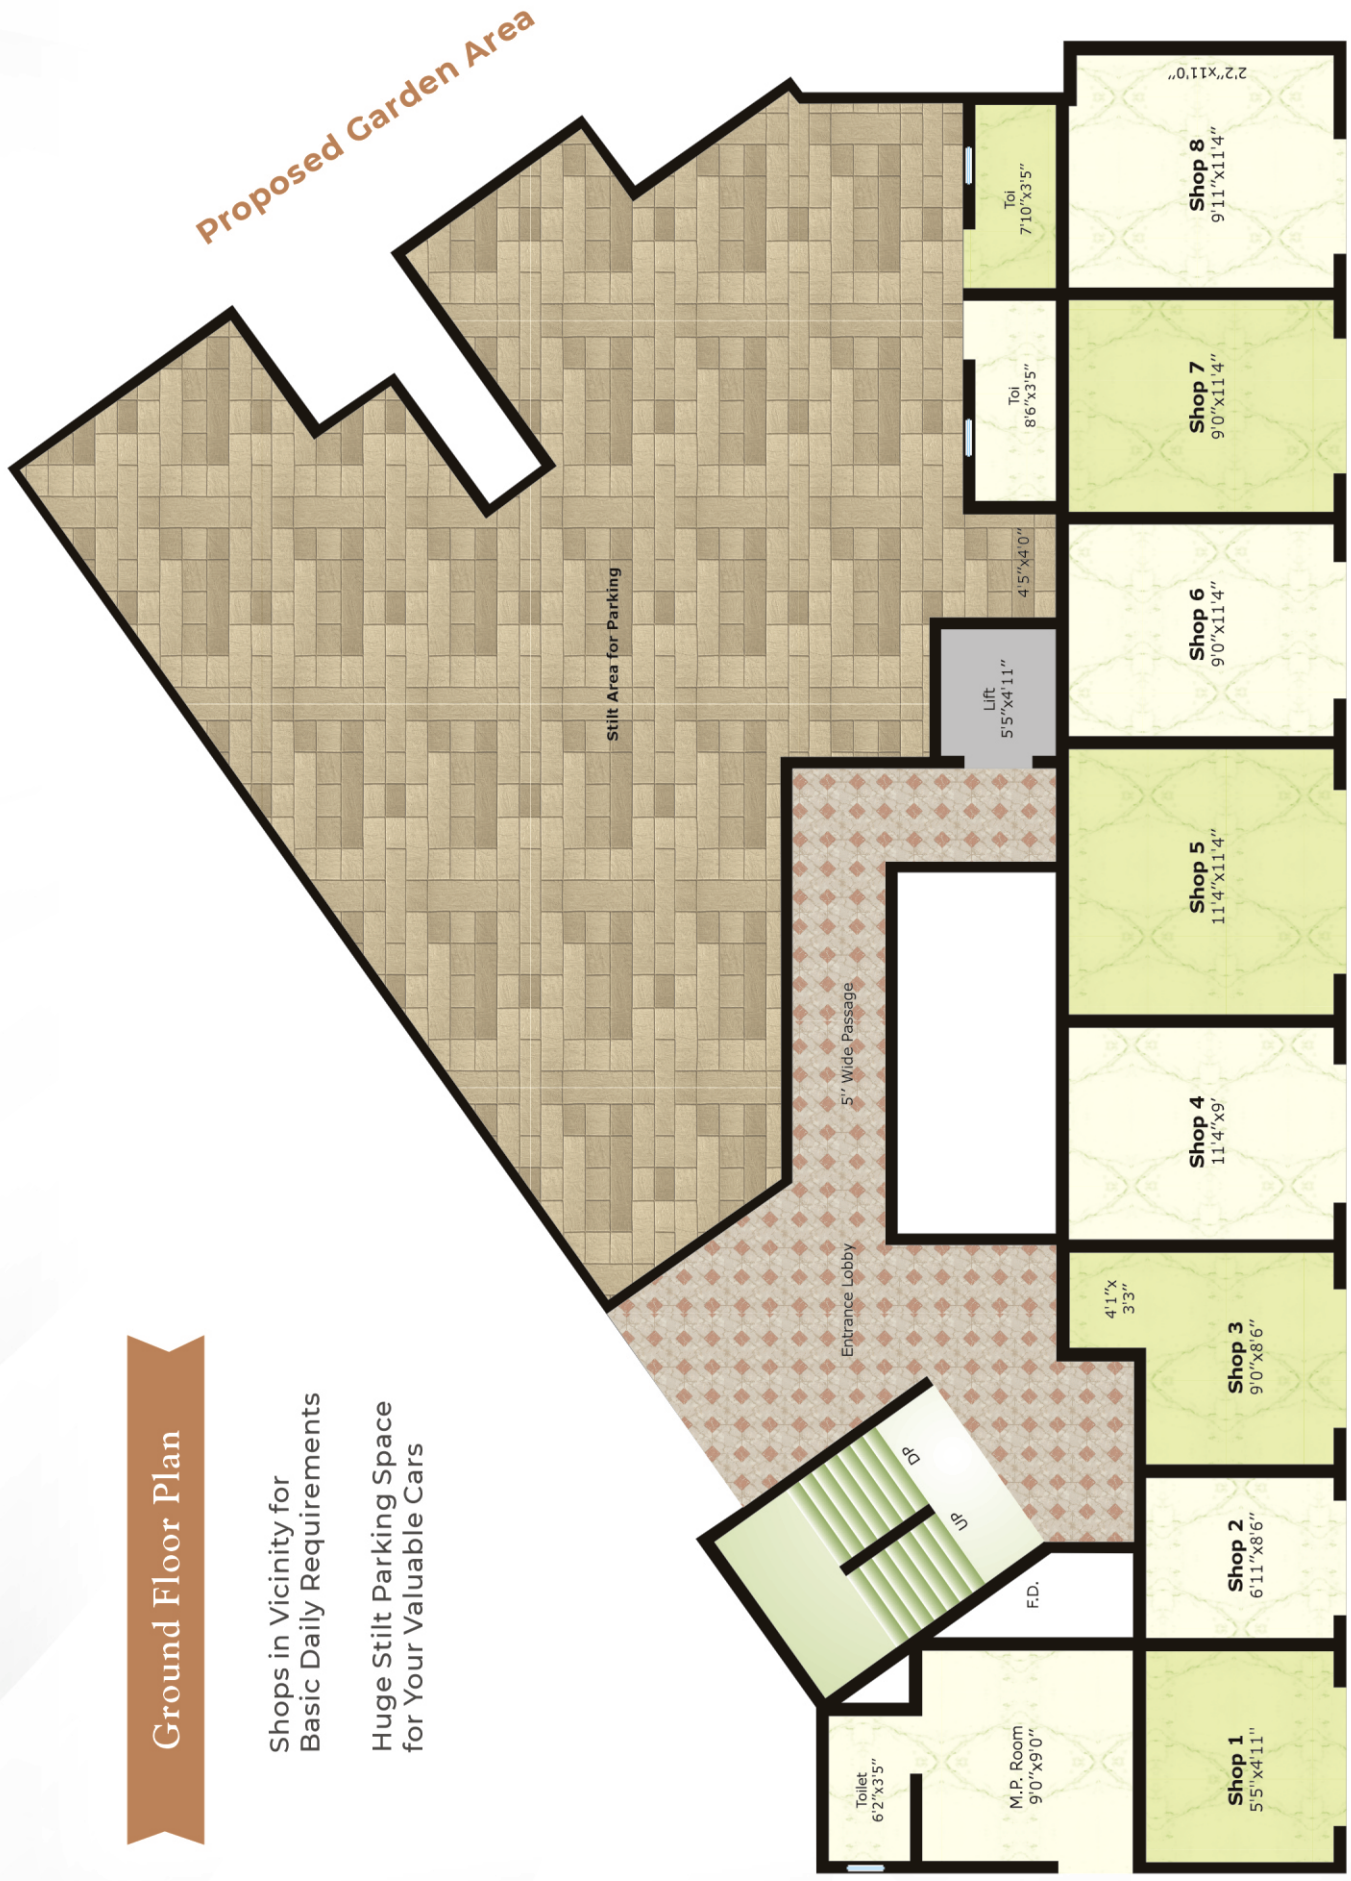 Ground Floor Plan
Shops in Vicinity for
Basic Daily Requirements
Huge Stilt Parking Space
for Your Valuable Cars
Proposed Garden Area
Stilt Area for Parking
Toilet
6'2"x3'5"
M.P. Room
9'0"x9'0"
F.D.
UP
DP
Entrance Lobby
5'' Wide Passage
Lift
5'5"x4'11"
4'5"x4'0"
Toi
8'6"x3'5"
Toi
7'10"x3'5"
Shop 1
5'5"x4'11"
Shop 2
6'11"x8'6"
4'1"x
3'3"
Shop 3
9'0"x8'6"
Shop 4
11'4"x9'
Shop 5
11'4"x11'4"
Shop 6
9'0"x11'4"
Shop 7
9'0"x11'4"
Shop 8
9'11"x11'4"
2'2"x11'0"